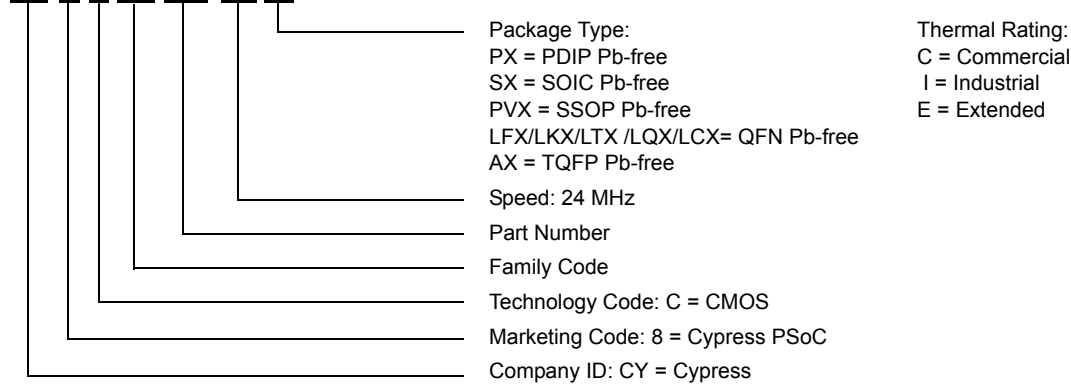 Package Type:
PX = PDIP Pb-free
SX = SOIC Pb-free
PVX = SSOP Pb-free
LFX/LKX/LTX /LQX/LCX= QFN Pb-free
AX = TQFP Pb-free
Thermal Rating:
C = Commercial
I = Industrial
E = Extended
Speed: 24 MHz
Part Number
Family Code
Technology Code: C = CMOS
Marketing Code: 8 = Cypress PSoC
Company ID: CY = Cypress